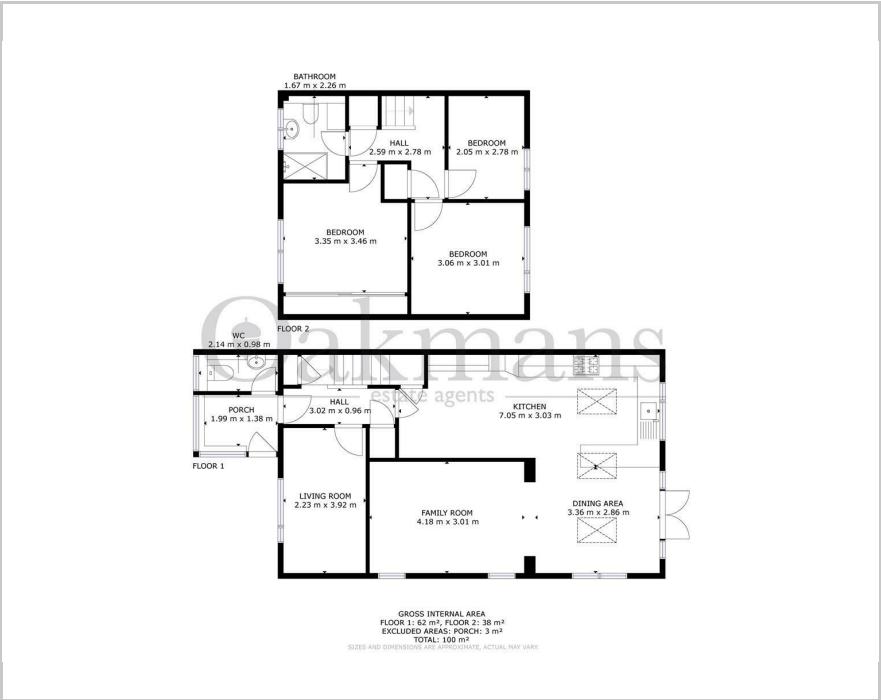 BATHROOM
1.67 m x 2.26 m
HALL
2.59 m x 2.78 m
BEDROOM
2.05 m x 2.78 m
BEDROOM
3.35 m x 3.46 m
BEDROOM
3.06 m x 3.01 m
FLOOR 2
Oakmans
estate agents
WC
2.14 m x 0.98 m
PORCH
1.99 m x 1.38 m
HALL
3.02 m x 0.96 m
KITCHEN
7.05 m x 3.03 m
FLOOR 1
LIVING ROOM
2.23 m x 3.92 m
FAMILY ROOM
4.18 m x 3.01 m
DINING AREA
3.36 m x 2.86 m
GROSS INTERNAL AREA
FLOOR 1: 62 m², FLOOR 2: 38 m²
EXCLUDED AREAS: PORCH: 3 m²
TOTAL: 100 m²
SIZES AND DIMENSIONS ARE APPROXIMATE, ACTUAL MAY VARY.